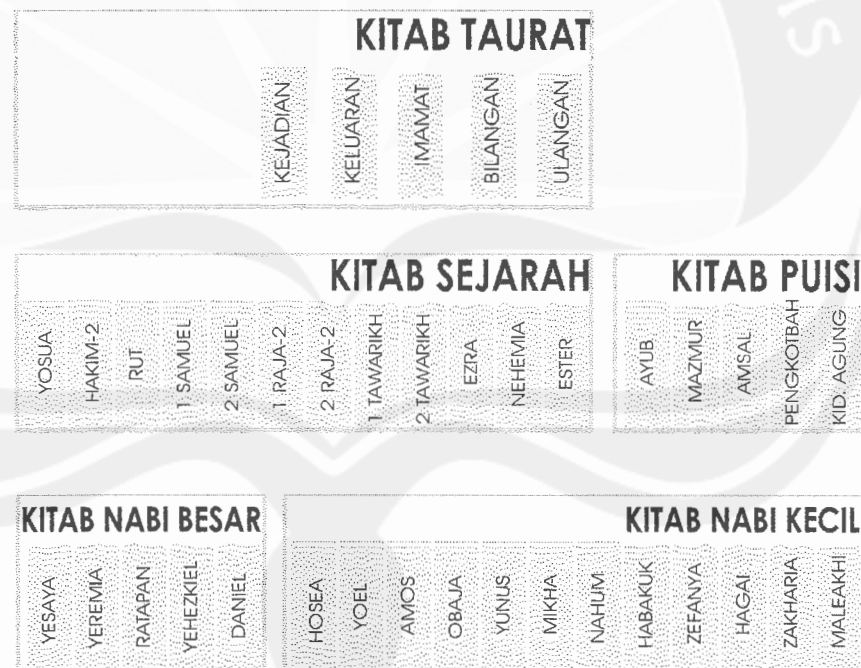 KITAB TAURAT
KEJADIAN
KELUARAN
IMAMAT
BILANGAN
ULANGAN
KITAB SEJARAH
YOSUA
HAKIM-2
RUT
1 SAMUEL
2 SAMUEL
1 RAJA-2
2 RAJA-2
1 TAWARIKH
2 TAWARIKH
EZRA
NEHEMIA
ESTER
KITAB PUISI
AYUB
MAZMUR
AMSAL
PENGKOTBAH
KID. AGUNG
KITAB NABI BESAR
YESAYA
YEREMIA
RATAPAN
YEHEZKIEL
DANIEL
KITAB NABI KECIL
HOSEA
YOEL
AMOS
OBAJA
YUNUS
MIKHA
NAHUM
HABAKUK
ZEFANYA
HAGAI
ZAKHARIA
MALEAKHI